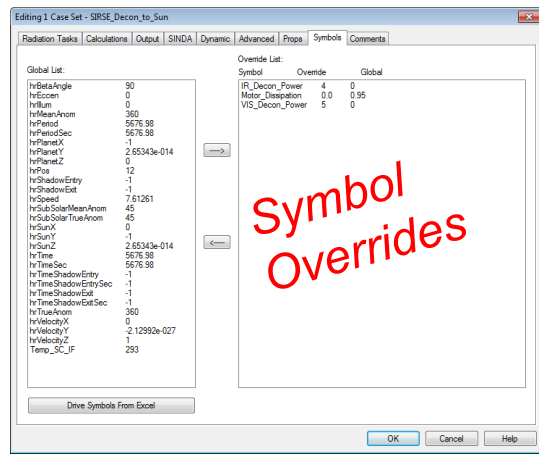 Editing 1 Case Set - SIRSE_Decon_to_Sun
Radiation Tasks Calculations Output SINDA Dynamic Advanced Props Symbols Comments
Global List:
hrBetaAngle 90
hrEccen 0
hrIllum 0
hrMeanAnom 360
hrPeriod 5676.98
hrPeriodSec 5676.98
hrPlanetX -1
hrPlanetY 2.65343e-014
hrPlanetZ 0
hrPos 12
hrShadowEntry -1
hrShadowExit -1
hrSpeed 7.61261
hrSubSolarMeanAnom 45
hrSubSolarTrueAnom 45
hrSunX 0
hrSunY -1
hrSunZ 2.65343e-014
hrTime 5676.98
hrTimeSec 5676.98
hrTimeShadowEntry -1
hrTimeShadowEntrySec -1
hrTimeShadowExit -1
hrTimeShadowExitSec -1
hrTrueAnom 360
hrVelocityX 0
hrVelocityY -2.12992e-027
hrVelocityZ 1
Temp_SC_IF 293
Drive Symbols From Excel
---->
<----
Override List:
Symbol Override Global
IR_Decon_Power 4 0
Motor_Dissipation 0.0 0.95
VIS_Decon_Power 5 0
Symbol
Overrides
OK Cancel Help